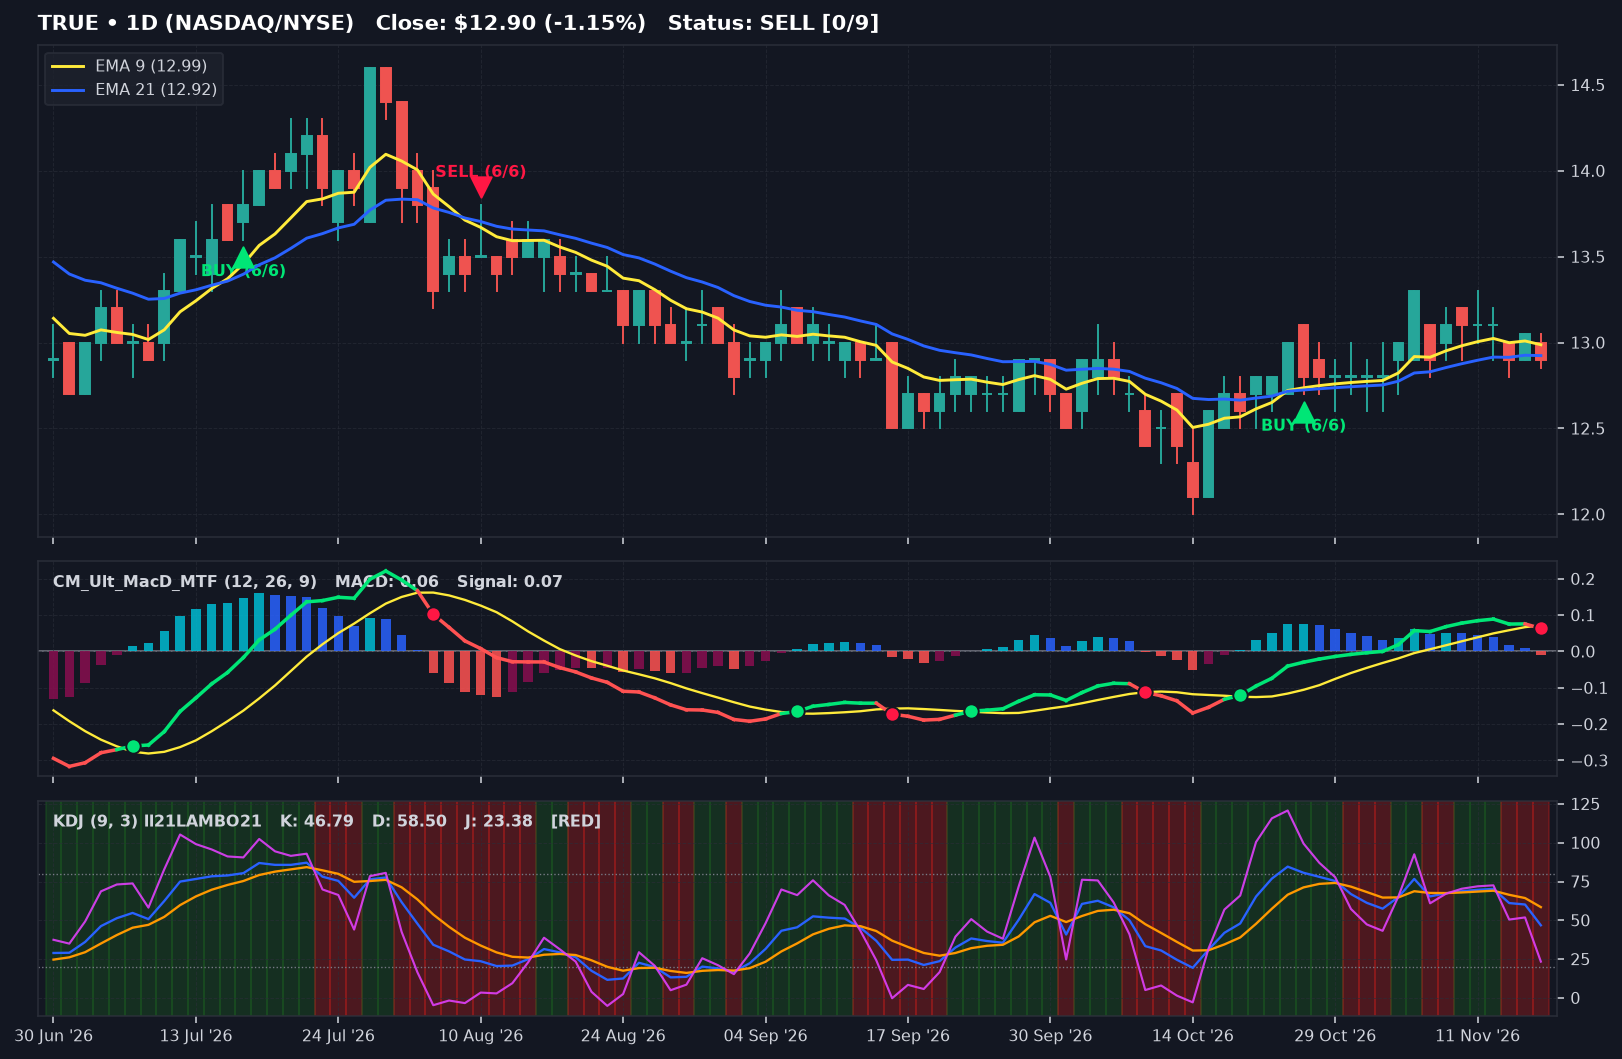 TRUE • 1D (NASDAQ/NYSE)   Close: $12.90 (-1.15%)   Status: SELL [0/9]
EMA 9 (12.99)
EMA 21 (12.92)
14.5
SELL (6/6)
14.0
13.5
BUY (6/6)
13.0
BUY (6/6)
12.5
12.0
CM_Ult_MacD_MTF (12, 26, 9)   MACD: 0.06   Signal: 0.07
0.2
0.1
0.0
−0.1
−0.2
−0.3
KDJ (9, 3) II21LAMBO21   K: 46.79   D: 58.50   J: 23.38   [RED]
125
100
75
50
25
0
30 Jun '26   13 Jul '26   24 Jul '26   10 Aug '26   24 Aug '26   04 Sep '26   17 Sep '26   30 Sep '26   14 Oct '26   29 Oct '26   11 Nov '26